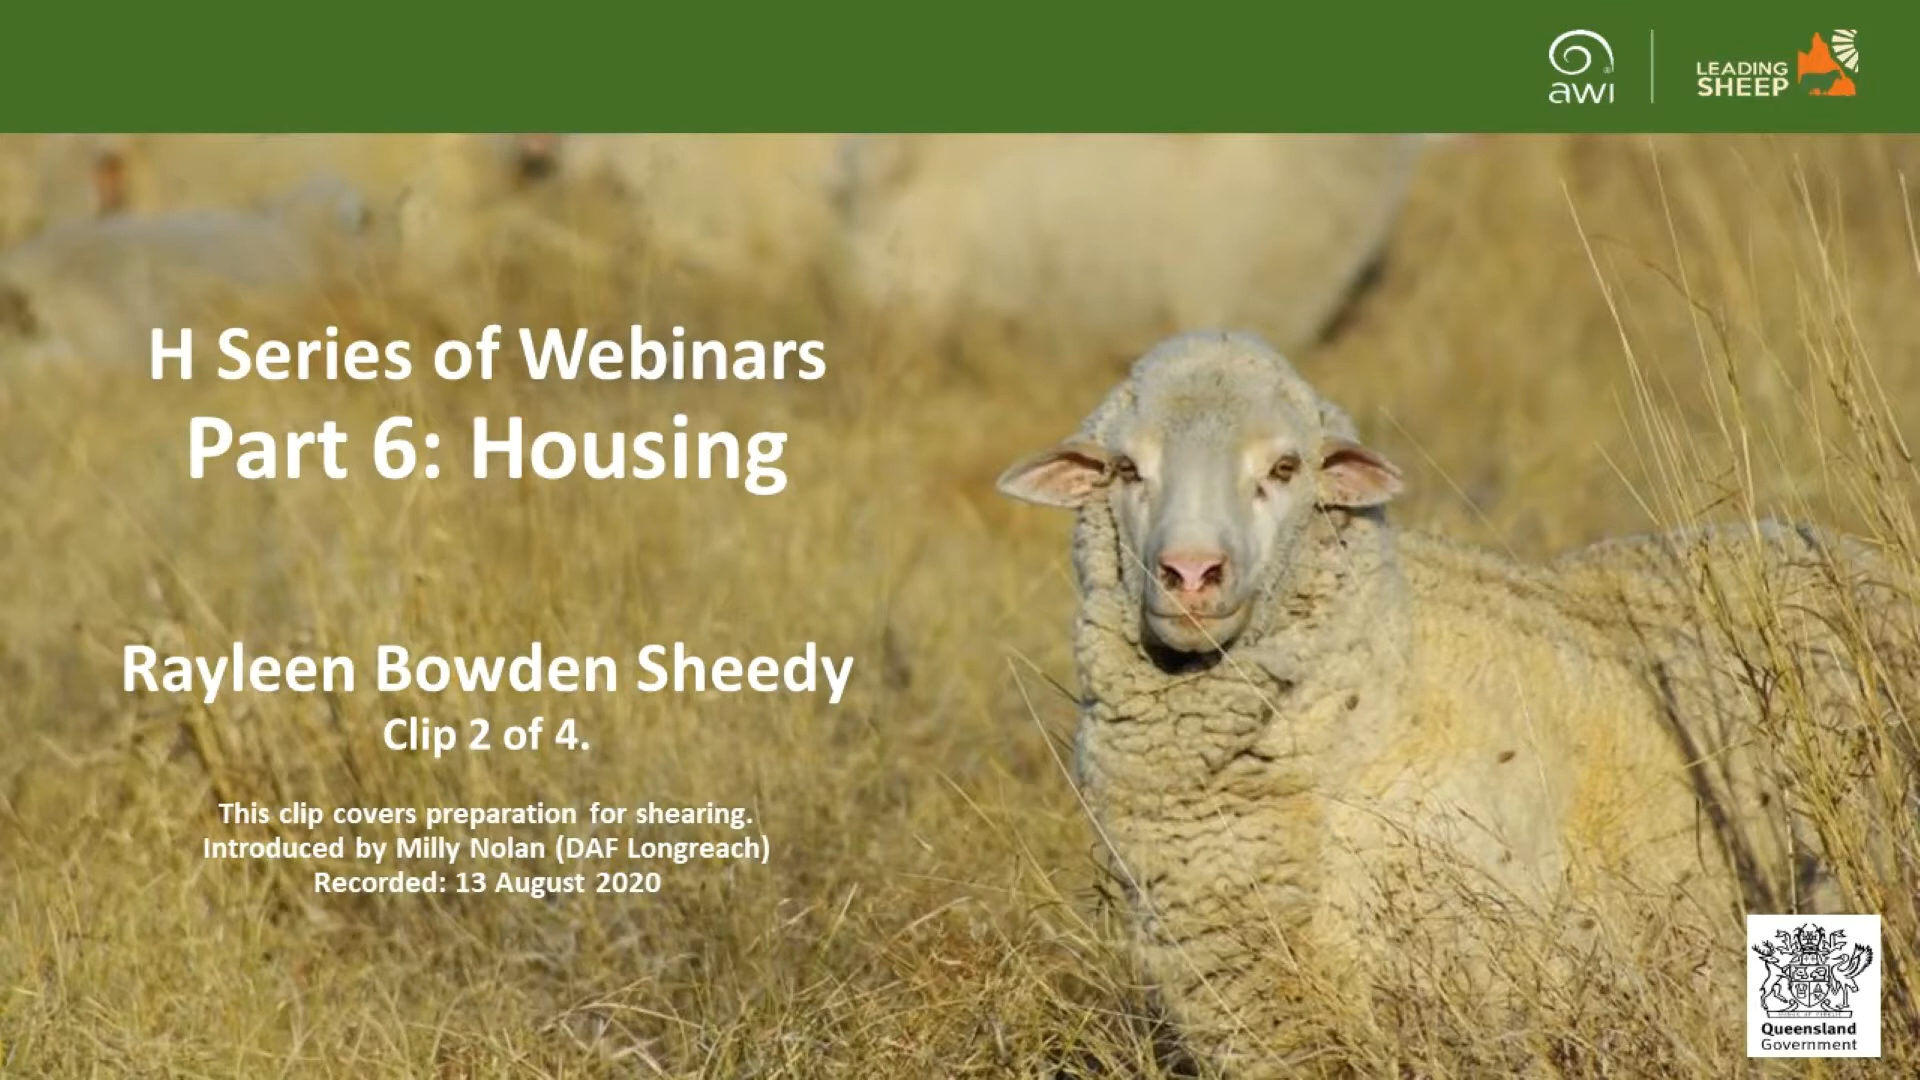 awi
LEADING
SHEEP
H Series of Webinars
Part 6: Housing
Rayleen Bowden Sheedy
Clip 2 of 4.
This clip covers preparation for shearing.
Introduced by Milly Nolan (DAF Longreach)
Recorded: 13 August 2020
Queensland
Government